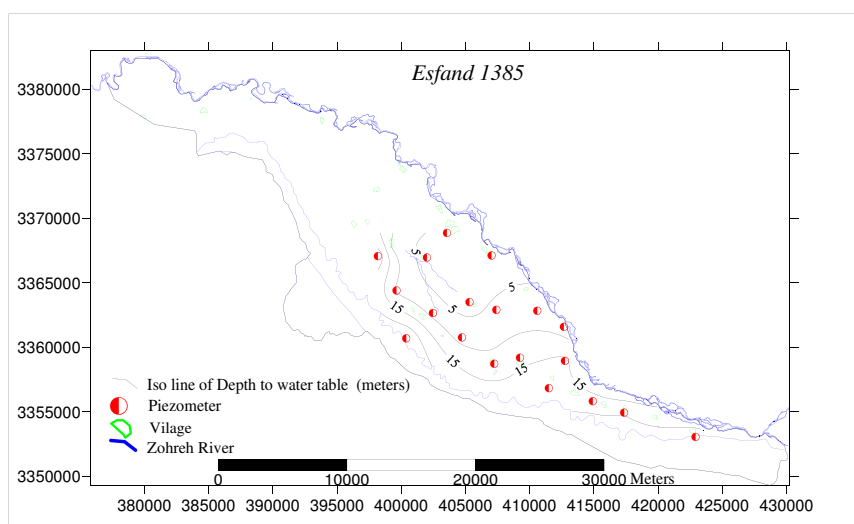 Esfand 1385
3380000
3375000
3370000
3365000
3360000
3355000
3350000
5
5
5
15
15
15
15
Iso line of Depth to water table (meters)
Piezometer
Vilage
Zohreh River
0 10000 20000 30000 Meters
380000 385000 390000 395000 400000 405000 410000 415000 420000 425000 430000